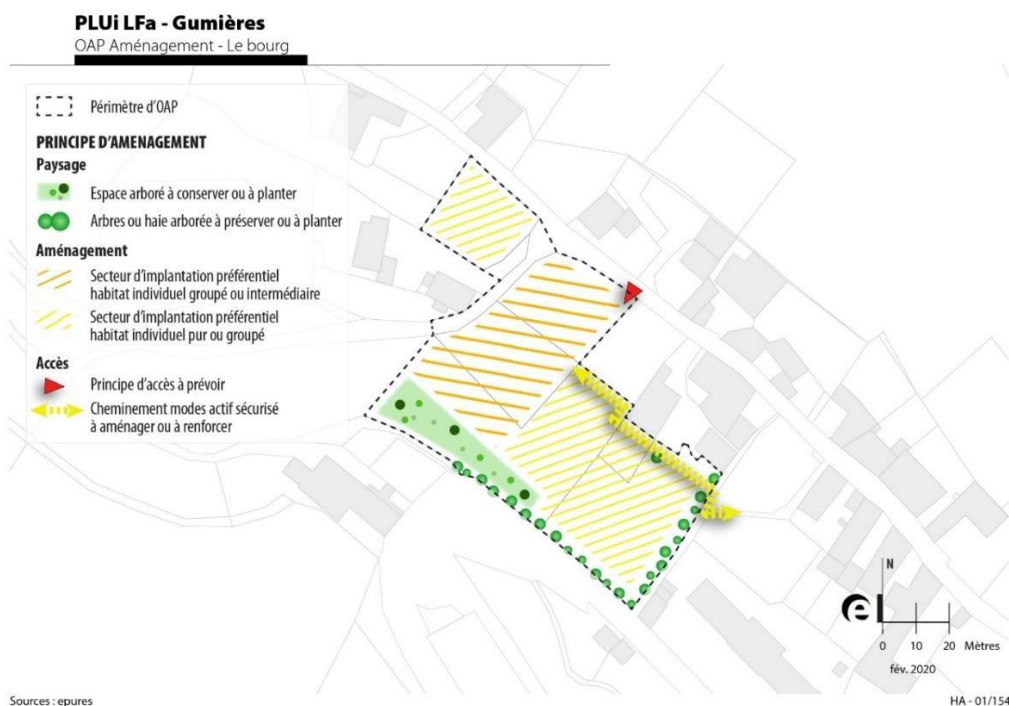 PLUi LFa - Gumières
OAP Aménagement - Le bourg
Périmètre d'OAP
PRINCIPE D'AMENAGEMENT
Paysage
Espace arboré à conserver ou à planter
Arbres ou haie arborée à préserver ou à planter
Aménagement
Secteur d'implantation préférentiel
habitat individuel groupé ou intermédiaire
Secteur d'implantation préférentiel
habitat individuel pur ou groupé
Accès
Principe d'accès à prévoir
Cheminement modes actif sécurisé
à aménager ou à renforcer
N
e
0 10 20 Mètres
fév. 2020
Sources : epures
HA - 01/154